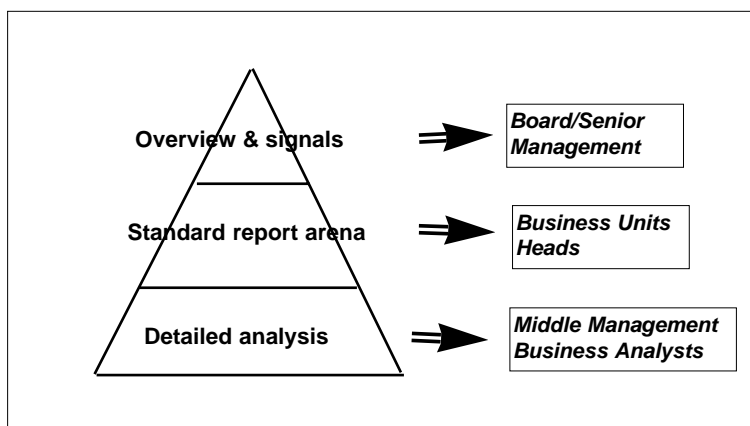 Overview & signals
Board/Senior
Management
Standard report arena
Business Units
Heads
Detailed analysis
Middle Management
Business Analysts